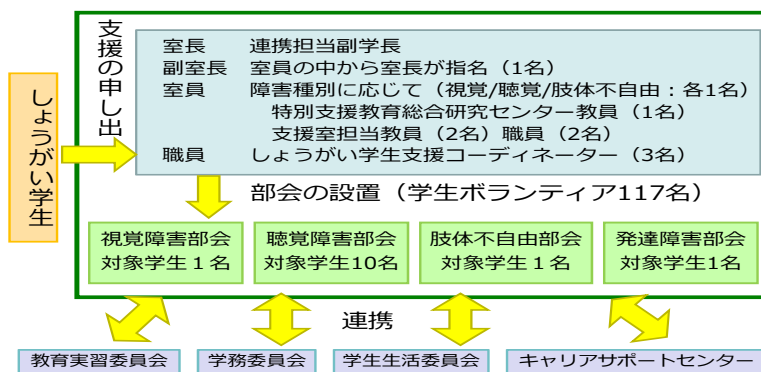 支援の申し出
しょうがい学生
室長　連携担当副学長
副室長　室員の中から室長が指名（1名）
室員　障害種別に応じて（視覚/聴覚/肢体不自由：各1名）
特別支援教育総合研究センター教員（1名）
支援室担当教員（2名）職員（2名）
職員　しょうがい学生支援コーディネーター（3名）
部会の設置（学生ボランティア117名）
視覚障害部会
対象学生１名
聴覚障害部会
対象学生10名
肢体不自由部会
対象学生１名
発達障害部会
対象学生1名
連携
教育実習委員会
学務委員会
学生生活委員会
キャリアサポートセンター